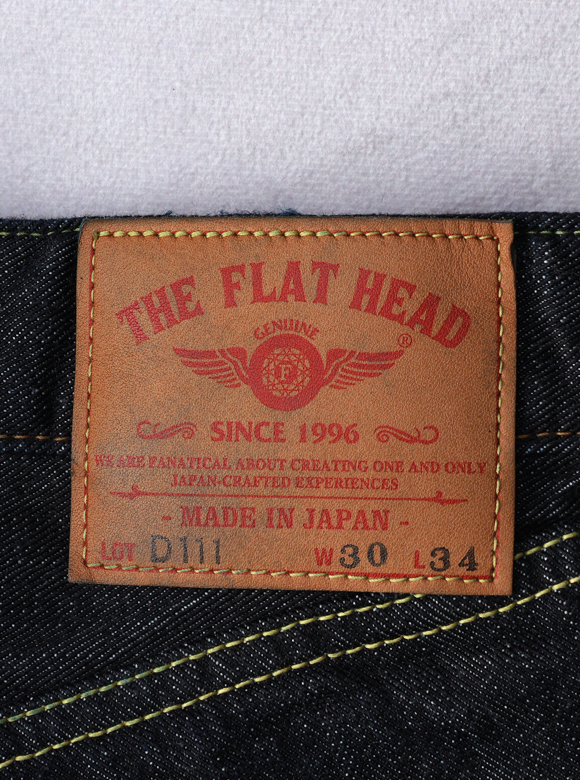 THE FLAT HEAD
GENUINE
®
F
SINCE 1996
WE ARE FANATICAL ABOUT CREATING ONE AND ONLY
JAPAN-CRAFTED EXPERIENCES
- MADE IN JAPAN -
LOT D111 W30 L34